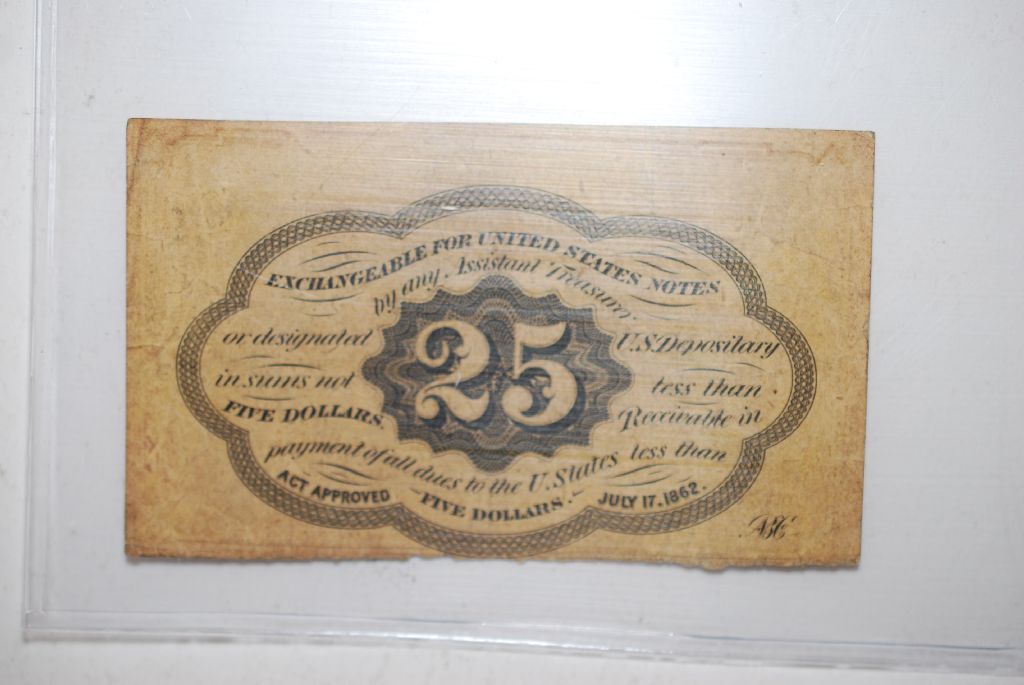 EXCHANGEABLE FOR UNITED STATES NOTES
by any Assistant Treasurer
or designated U.S. Depositary
in sums not less than
FIVE DOLLARS. Receivable in
payment of all dues to the U. States less than
FIVE DOLLARS.
ACT APPROVED JULY 17. 1862.
25
ABC